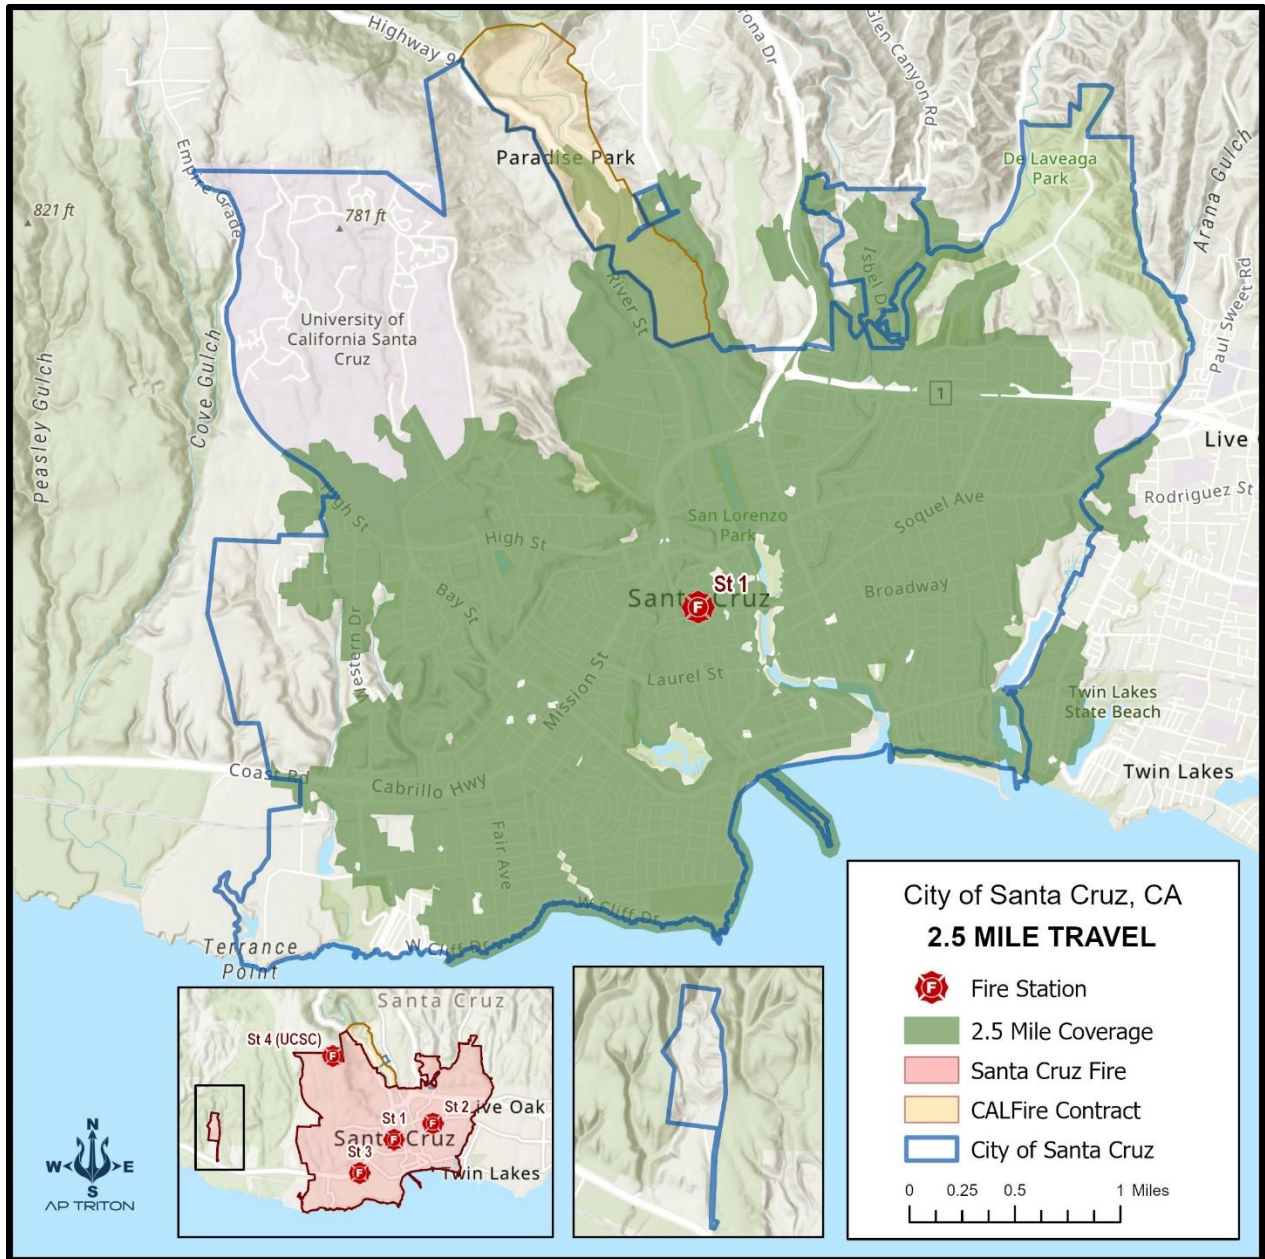 Highway 9
rona Dr
Glen Canyon Rd
Paradise Park
De Laveaga
Park
Arana Gulch
Empire Grade
821 ft
781 ft
Isbel D
River St
Paul Sweet Rd
University of
California Santa
Cruz
Cove Gulch
Peasley Gulch
1
Live
Rodriguez St
High St
High St
San Lorenzo
Park
Soquel Ave
Bay St
Santa Cruz
St 1
F
Broadway
Western Dr
Mission St
Laurel St
Twin Lakes
State Beach
Coast Rd
Cabrillo Hwy
Twin Lakes
Fair Ave
W Cliff Dr
W Cliff Dr
Terrance
Point
City of Santa Cruz, CA
2.5 MILE TRAVEL
F Fire Station
2.5 Mile Coverage
Santa Cruz Fire
CALFire Contract
City of Santa Cruz
0 0.25 0.5 1 Miles
Santa Cruz
St 4 (UCSC)
F
St 1
F
St 2
F
ive Oak
Santa Cruz
St 3
F
Twin Lakes
N
W E
S
AP TRITON